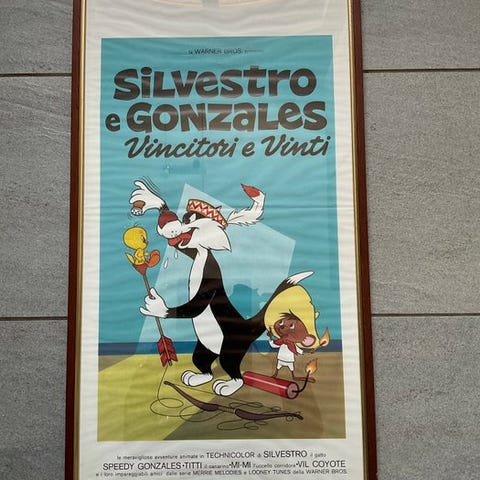 la WARNER BROS. presenta
SILVESTRO
e GONZALES
Vincitori e Vinti
le meravigliose avventure animate in TECHNICOLOR di SILVESTRO il gatto
SPEEDY GONZALES • TITTI il canarino • MI-MI l'uccello corridore • VIL COYOTE
e i loro impareggiabili amici dalle serie MERRIE MELODIES e LOONEY TUNES della WARNER BROS.